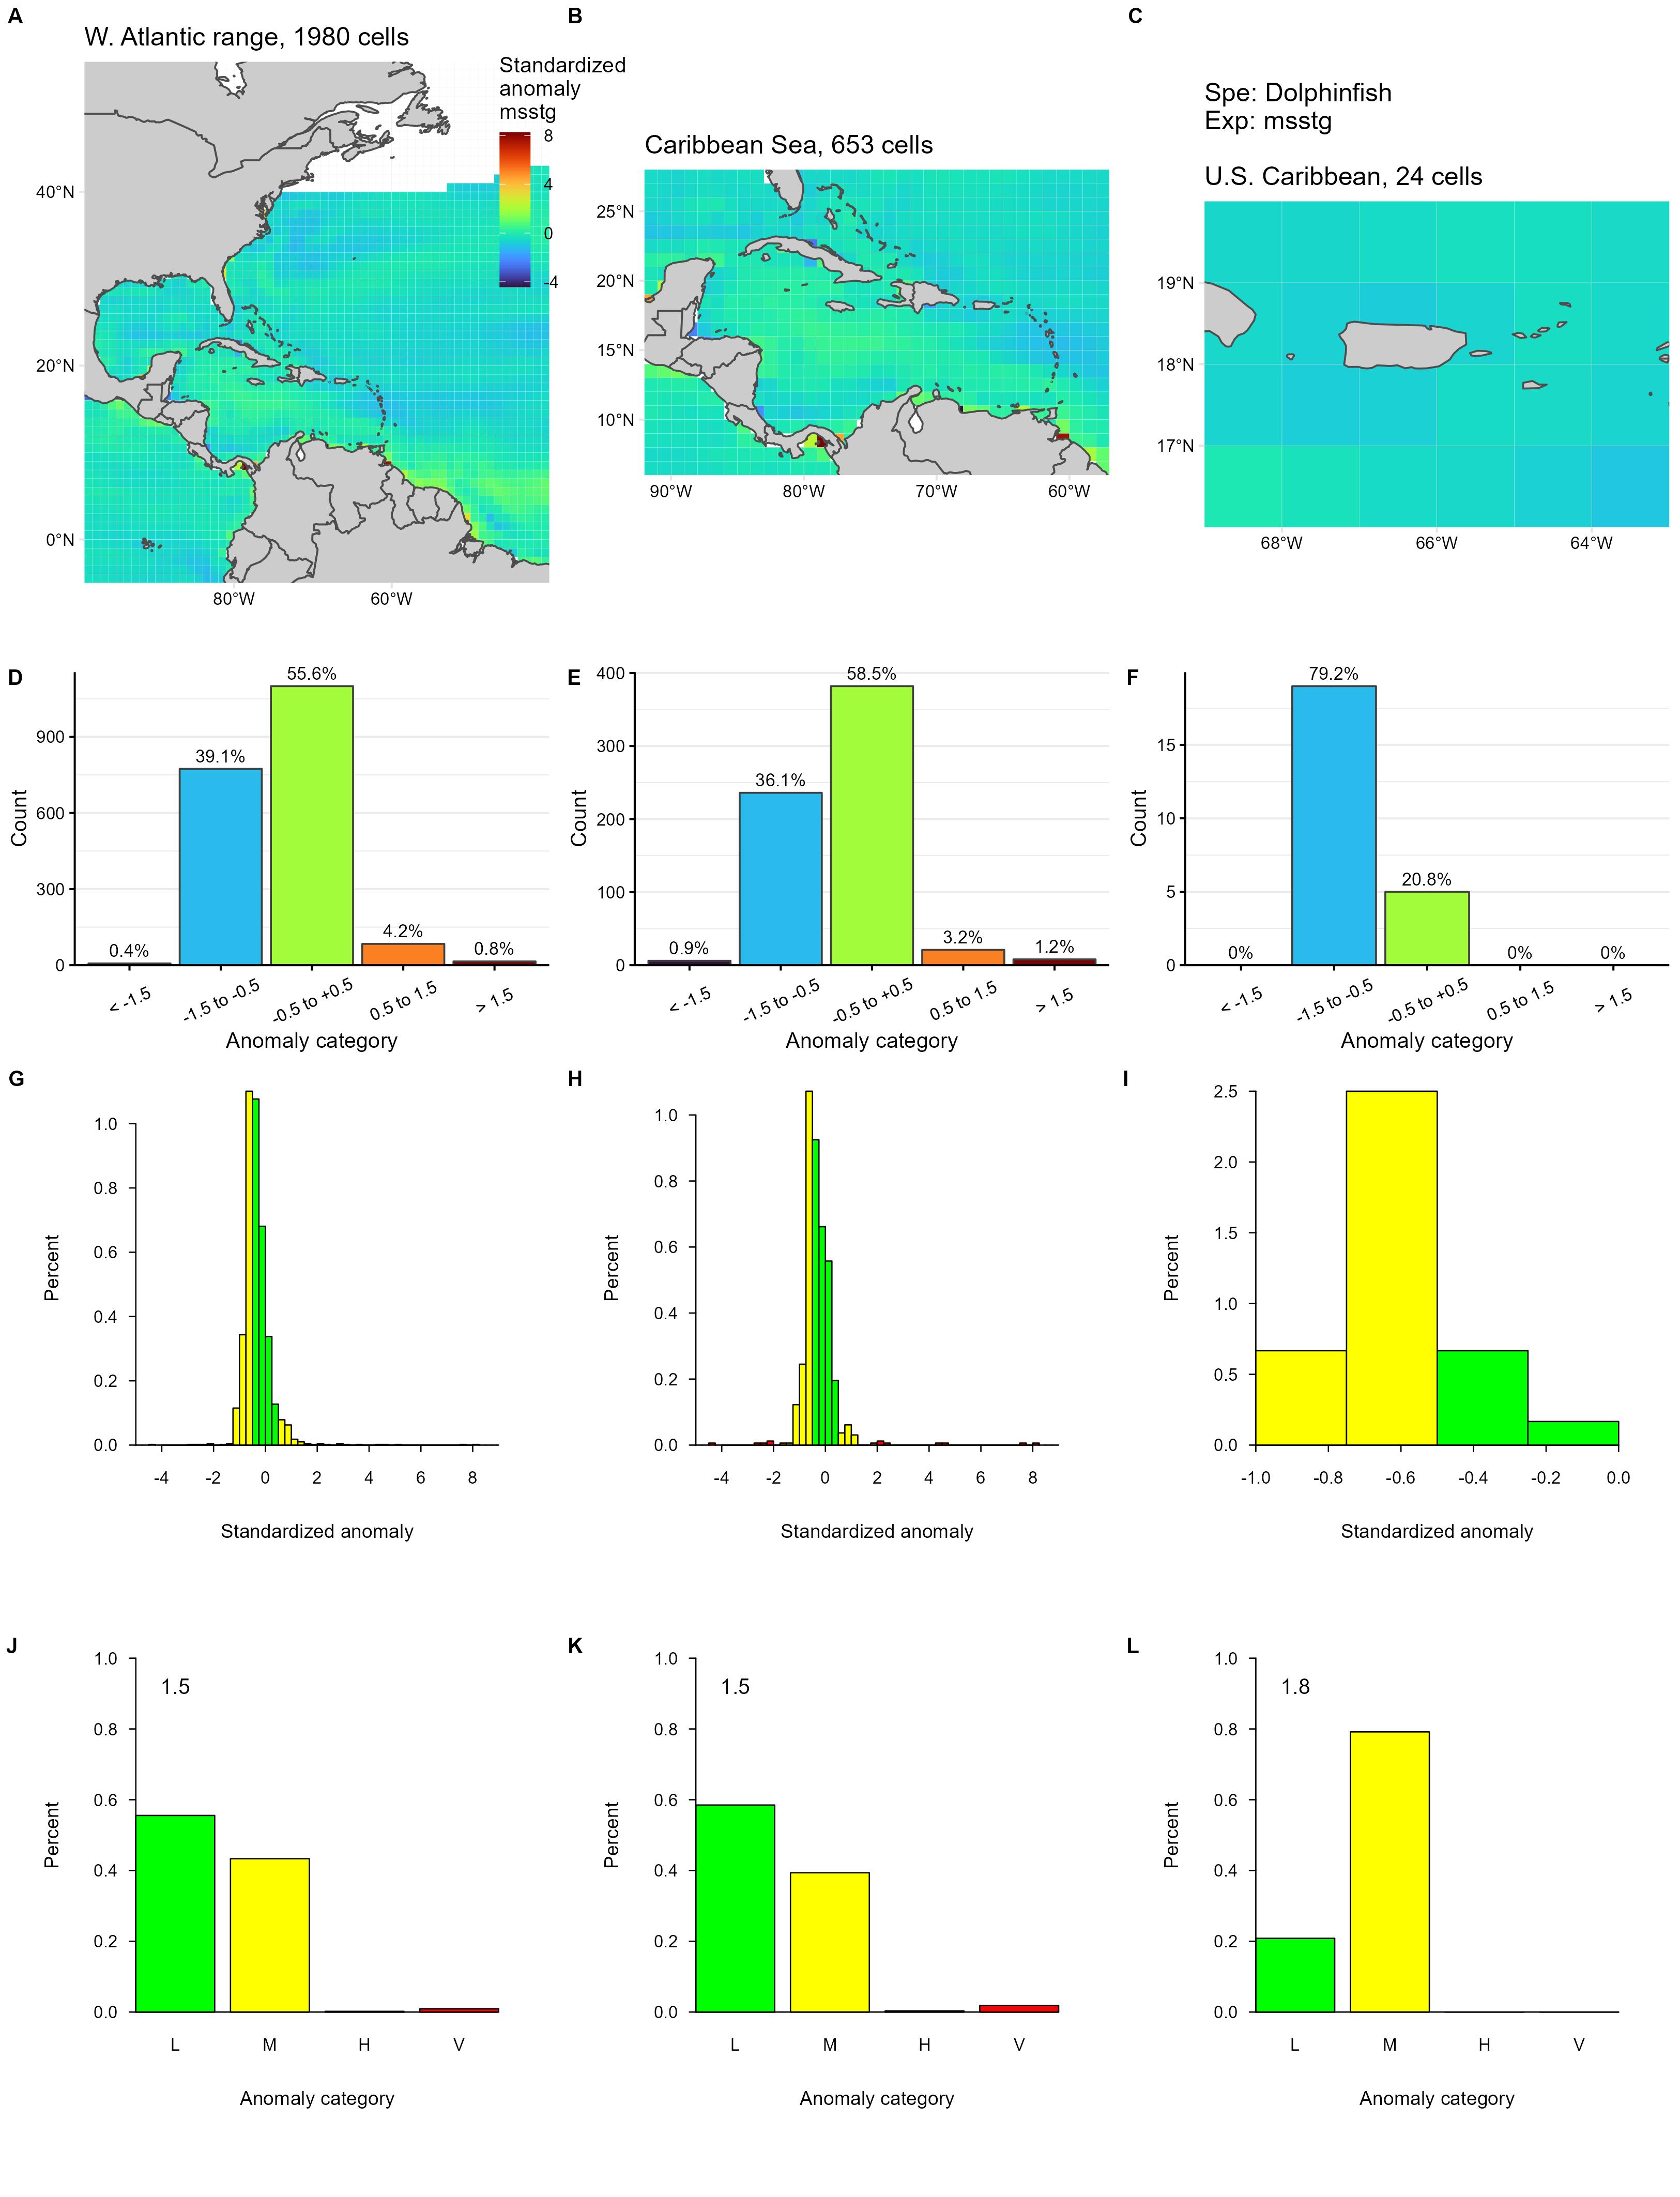 A
B
C
W. Atlantic range, 1980 cells
Standardized
anomaly
msstg
8
4
0
-4
40°N
20°N
0°N
80°W
60°W
Caribbean Sea, 653 cells
25°N
20°N
15°N
10°N
90°W
80°W
70°W
60°W
Spe: Dolphinfish
Exp: msstg
U.S. Caribbean, 24 cells
19°N
18°N
17°N
68°W
66°W
64°W
D
Count
900
600
300
0
0.4%
39.1%
55.6%
4.2%
0.8%
< -1.5
-1.5 to -0.5
-0.5 to +0.5
0.5 to 1.5
> 1.5
Anomaly category
E
Count
400
300
200
100
0
0.9%
36.1%
58.5%
3.2%
1.2%
< -1.5
-1.5 to -0.5
-0.5 to +0.5
0.5 to 1.5
> 1.5
Anomaly category
F
Count
15
10
5
0
0%
79.2%
20.8%
0%
0%
< -1.5
-1.5 to -0.5
-0.5 to +0.5
0.5 to 1.5
> 1.5
Anomaly category
G
Percent
1.0
0.8
0.6
0.4
0.2
0.0
-4 -2 0 2 4 6 8
Standardized anomaly
H
Percent
1.0
0.8
0.6
0.4
0.2
0.0
-4 -2 0 2 4 6 8
Standardized anomaly
I
Percent
2.5
2.0
1.5
1.0
0.5
0.0
-1.0 -0.8 -0.6 -0.4 -0.2 0.0
Standardized anomaly
J
Percent
1.0
0.8
0.6
0.4
0.2
0.0
1.5
L M H V
Anomaly category
K
Percent
1.0
0.8
0.6
0.4
0.2
0.0
1.5
L M H V
Anomaly category
L
Percent
1.0
0.8
0.6
0.4
0.2
0.0
1.8
L M H V
Anomaly category